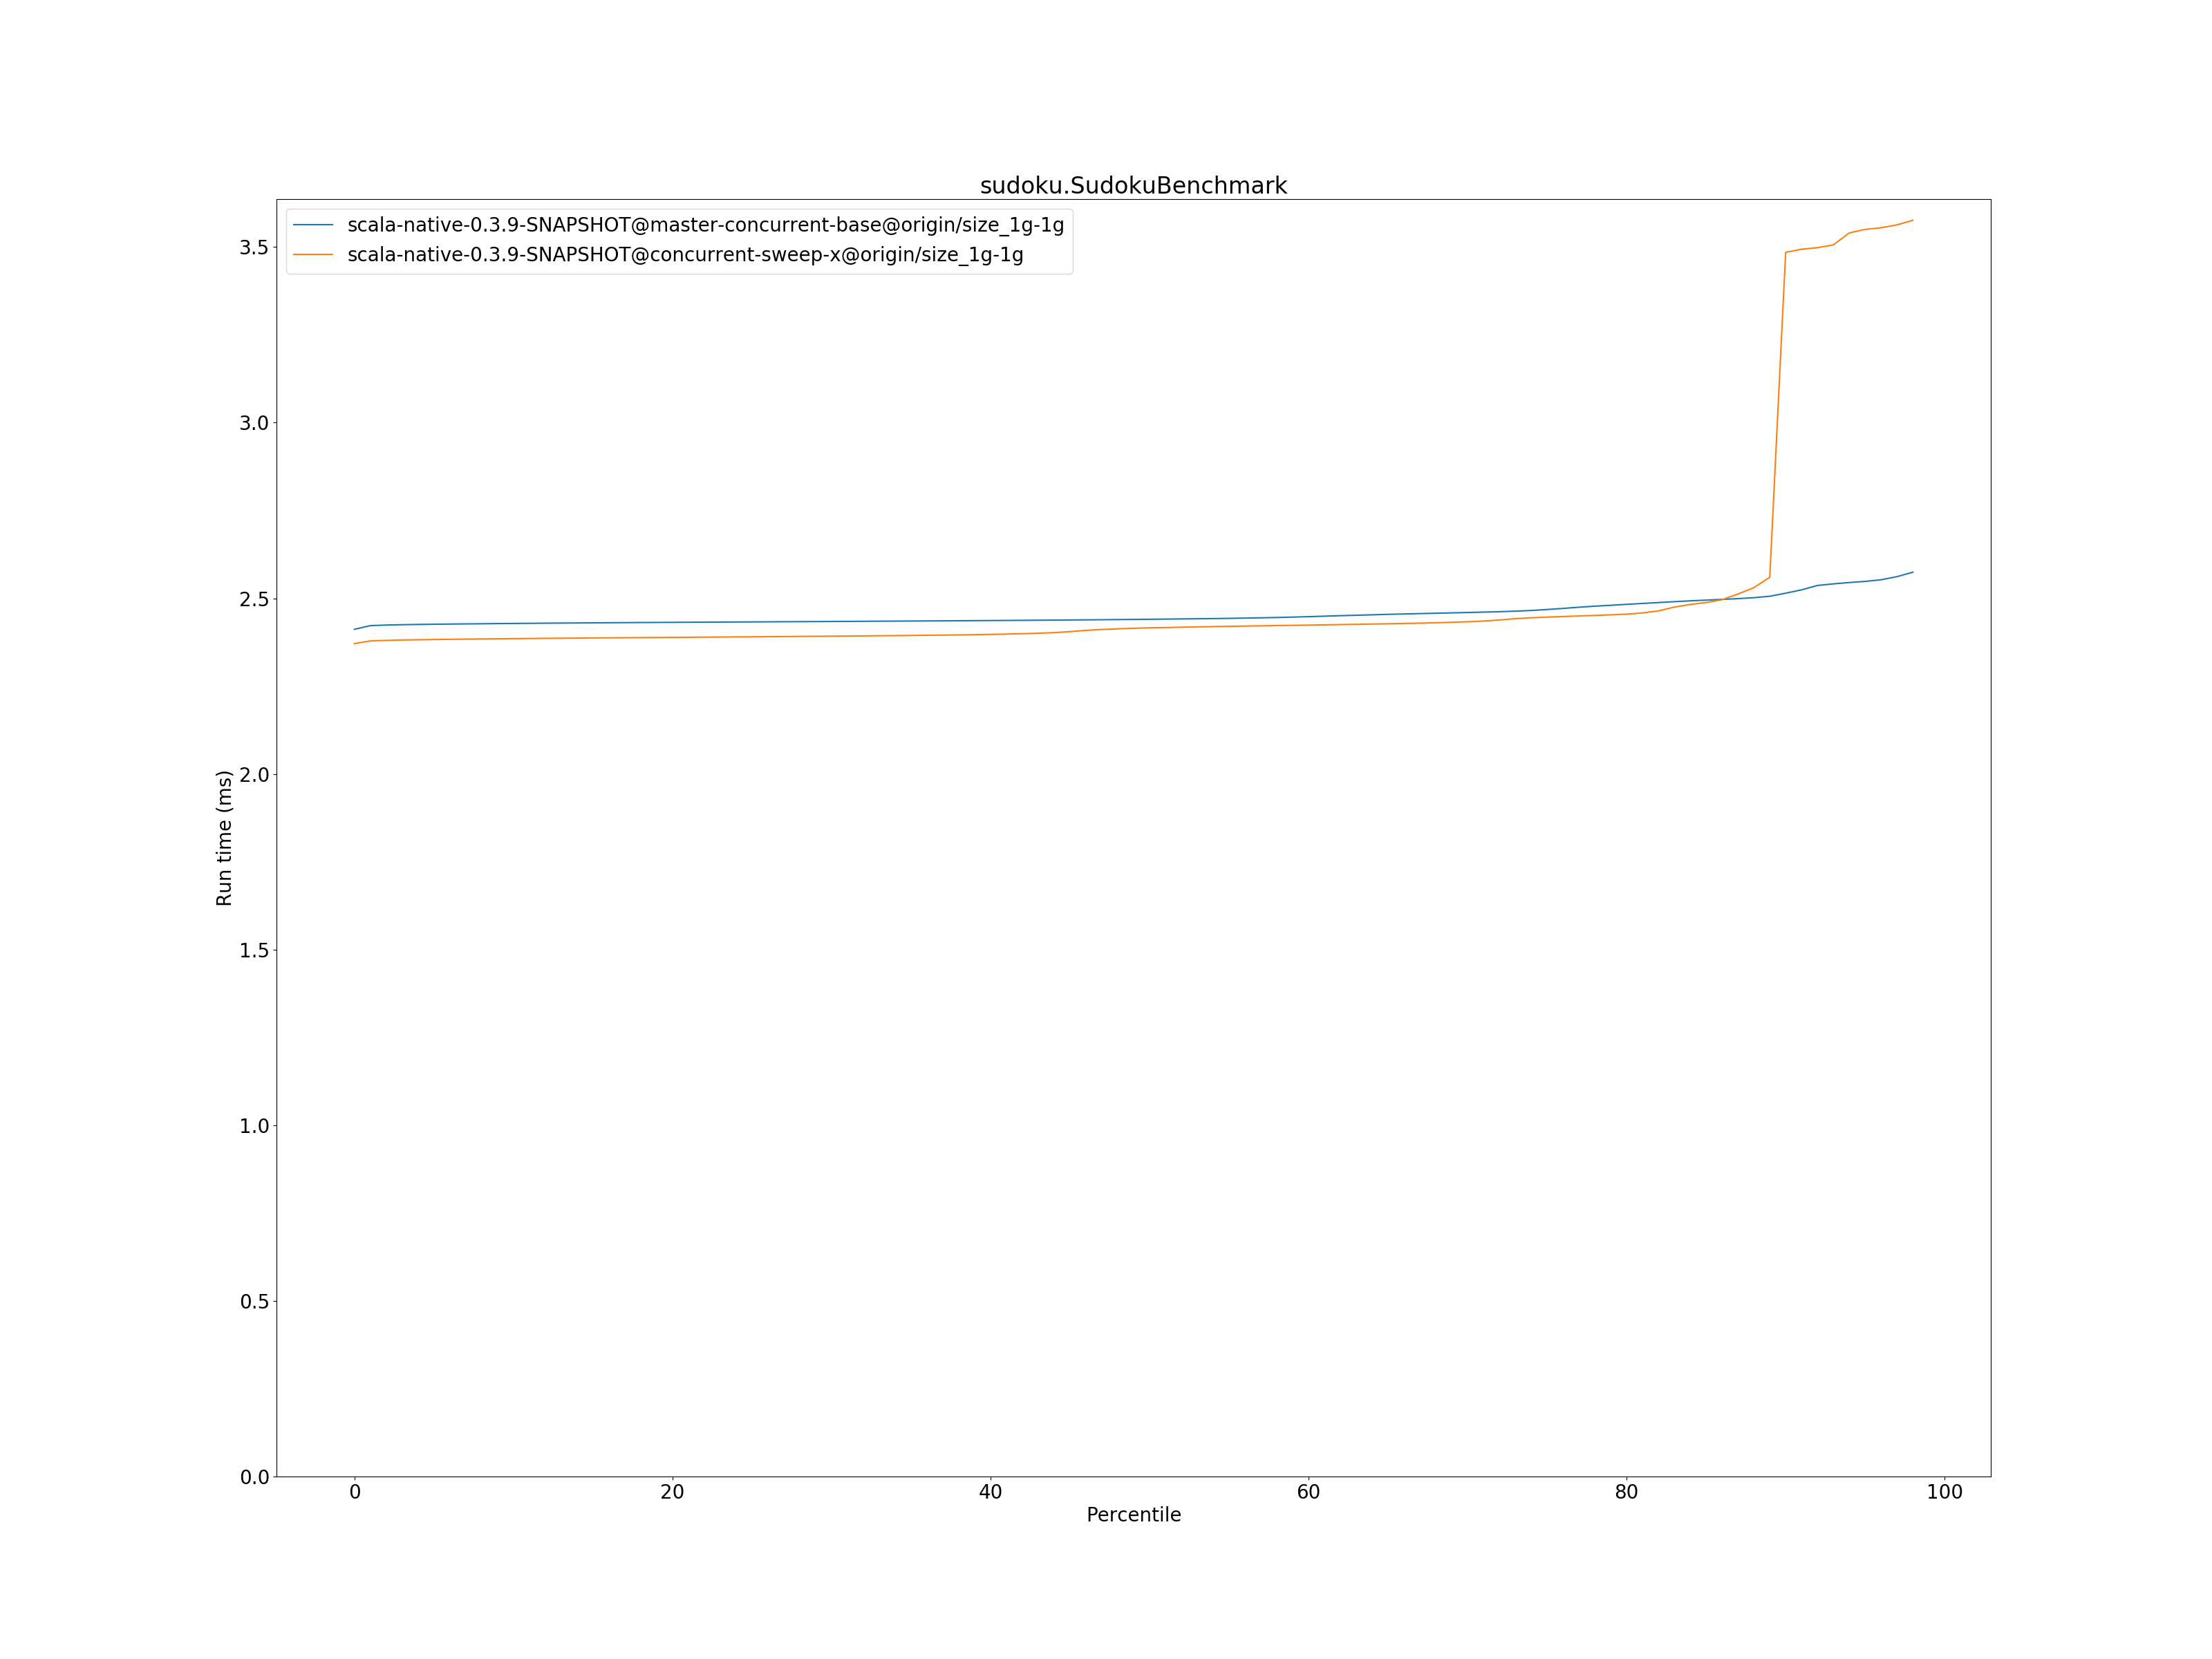 sudoku.SudokuBenchmark
scala-native-0.3.9-SNAPSHOT@master-concurrent-base@origin/size_1g-1g
scala-native-0.3.9-SNAPSHOT@concurrent-sweep-x@origin/size_1g-1g
3.5
3.0
2.5
2.0
1.5
1.0
0.5
0.0
Run time (ms)
0 20 40 60 80 100
Percentile